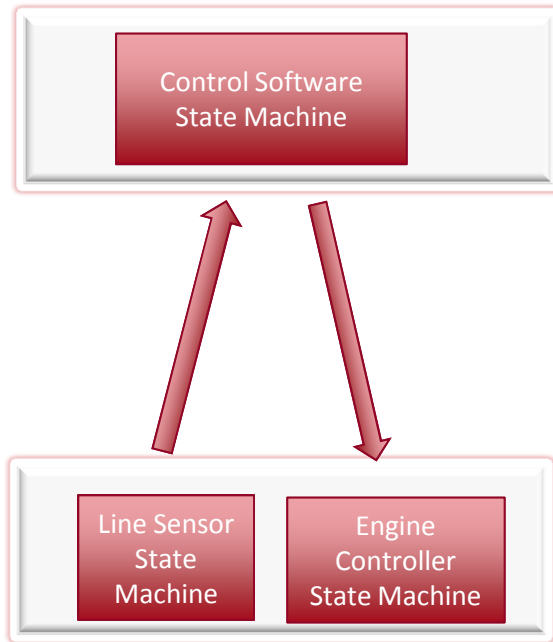 Control Software
State Machine
Line Sensor
State
Machine
Engine
Controller
State Machine